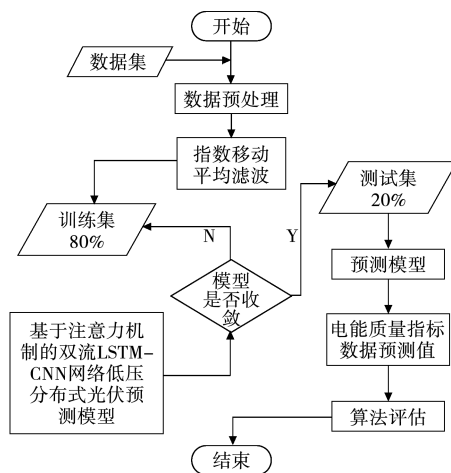 开始
数据集
数据预处理
指数移动
平均滤波
训练集
80%
N
Y
模型
是否收
敛
基于注意力机
制的双流LSTM-
CNN网络低压
分布式光伏预
测模型
测试集
20%
预测模型
电能质量指标
数据预测值
算法评估
结束